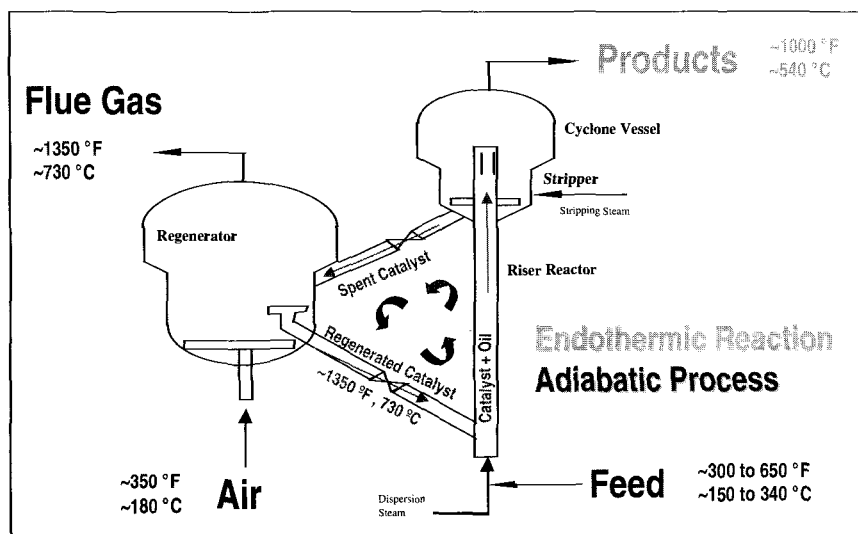 Products
~1000 °F
~540 °C
Flue Gas
~1350 °F
~730 °C
Cyclone Vessel
Stripper
Stripping Steam
Regenerator
Spent Catalyst
Riser Reactor
Regenerated Catalyst
~1350 ºF, 730 ºC
Catalyst + Oil
Endothermic Reaction
Adiabatic Process
~350 °F
~180 °C
Air
Dispersion
Steam
Feed
~300 to 650 °F
~150 to 340 °C